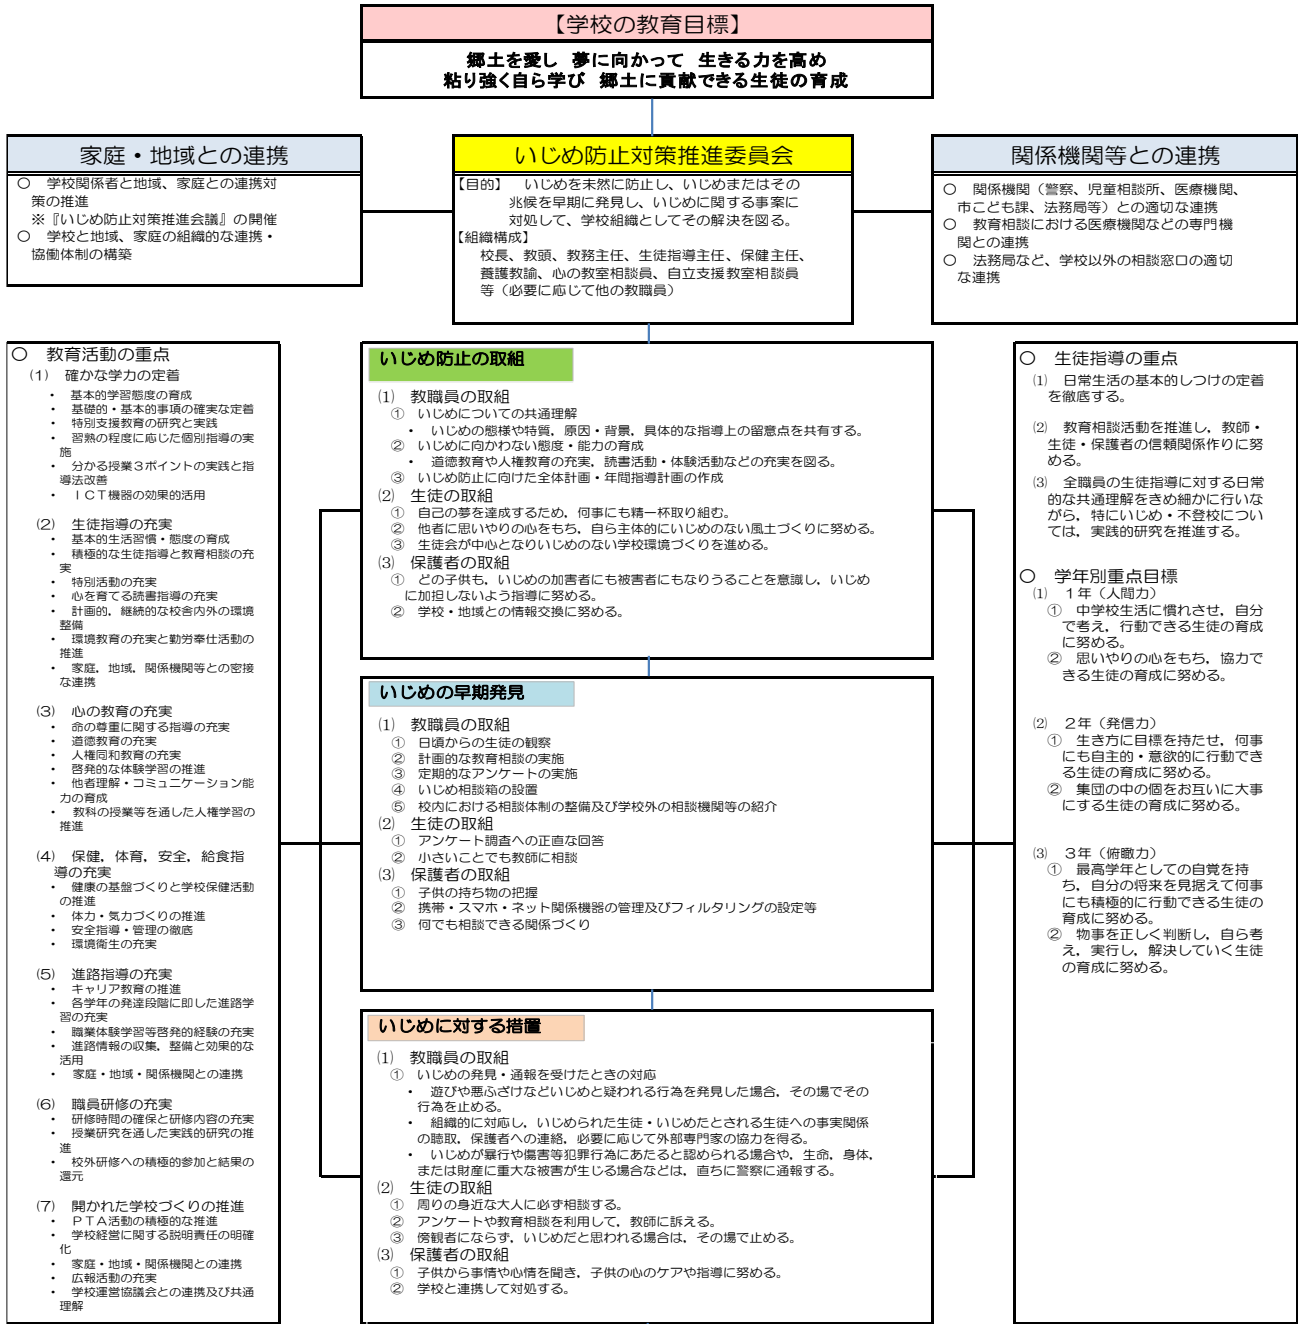 【学校の教育目標】
郷土を愛し 夢に向かって 生きる力を高め
粘り強く自ら学び 郷土に貢献できる生徒の育成
家庭・地域との連携
○ 学校関係者と地域、家庭との連携対
策の推進
※『いじめ防止対策推進会議』の開催
○ 学校と地域、家庭の組織的な連携・
協働体制の構築
いじめ防止対策推進委員会
【目的】 いじめを未然に防止し、いじめまたはその
兆候を早期に発見し、いじめに関する事案に
対処して、学校組織としてその解決を図る。
【組織構成】
校長、教頭、教務主任、生徒指導主任、保健主任、
養護教諭、心の教室相談員、自立支援教室相談員
等（必要に応じて他の教職員）
関係機関等との連携
○ 関係機関（警察、児童相談所、医療機関、
市こども課、法務局等）との適切な連携
○ 教育相談における医療機関などの専門機
関との連携
○ 法務局など、学校以外の相談窓口の適切
な連携
○ 教育活動の重点
(1) 確かな学力の定着
・ 基本的学習態度の育成
・ 基礎的・基本的事項の確実な定着
・ 特別支援教育の研究と実践
・ 習熟の程度に応じた個別指導の実
施
・ 分かる授業３ポイントの実践と指
導法改善
・ ＩＣＴ機器の効果的活用
(2) 生徒指導の充実
・ 基本的生活習慣・態度の育成
・ 積極的な生徒指導と教育相談の充
実
・ 特別活動の充実
・ 心を育てる読書指導の充実
・ 計画的，継続的な校舎内外の環境
整備
・ 環境教育の充実と勤労奉仕活動の
推進
・ 家庭，地域，関係機関等との密接
な連携
(3) 心の教育の充実
・ 命の尊重に関する指導の充実
・ 道徳教育の充実
・ 人権同和教育の充実
・ 啓発的な体験学習の推進
・ 他者理解・コミュニケーション能
力の育成
・ 教科の授業等を通した人権学習の
推進
(4) 保健，体育，安全，給食指
導の充実
・ 健康の基盤づくりと学校保健活動
の推進
・ 体力・気力づくりの推進
・ 安全指導・管理の徹底
・ 環境衛生の充実
(5) 進路指導の充実
・ キャリア教育の推進
・ 各学年の発達段階に即した進路学
習の充実
・ 職業体験学習等啓発的経験の充実
・ 進路情報の収集，整備と効果的な
活用
・ 家庭・地域・関係機関との連携
(6) 職員研修の充実
・ 研修時間の確保と研修内容の充実
・ 授業研究を通した実践的研究の推
進
・ 校外研修への積極的参加と結果の
還元
(7) 開かれた学校づくりの推進
・ ＰＴＡ活動の積極的な推進
・ 学校経営に関する説明責任の明確
化
・ 家庭・地域・関係機関との連携
・ 広報活動の充実
・ 学校運営協議会との連携及び共通
理解
いじめ防止の取組
(1) 教職員の取組
① いじめについての共通理解
・ いじめの態様や特質，原因・背景，具体的な指導上の留意点を共有する。
② いじめに向かわない態度・能力の育成
・ 道徳教育や人権教育の充実，読書活動・体験活動などの充実を図る。
③ いじめ防止に向けた全体計画・年間指導計画の作成
(2) 生徒の取組
① 自己の夢を達成するため，何事にも精一杯取り組む。
② 他者に思いやりの心をもち，自ら主体的にいじめのない風土づくりに努める。
③ 生徒会が中心となりいじめのない学校環境づくりを進める。
(3) 保護者の取組
① どの子供も，いじめの加害者にも被害者にもなりうることを意識し，いじめ
に加担しないよう指導に努める。
② 学校・地域との情報交換に努める。
いじめの早期発見
(1) 教職員の取組
① 日頃からの生徒の観察
② 計画的な教育相談の実施
③ 定期的なアンケートの実施
④ いじめ相談箱の設置
⑤ 校内における相談体制の整備及び学校外の相談機関等の紹介
(2) 生徒の取組
① アンケート調査への正直な回答
② 小さいことでも教師に相談
(3) 保護者の取組
① 子供の持ち物の把握
② 携帯・スマホ・ネット関係機器の管理及びフィルタリングの設定等
③ 何でも相談できる関係づくり
いじめに対する措置
(1) 教職員の取組
① いじめの発見・通報を受けたときの対応
・ 遊びや悪ふざけなどいじめと疑われる行為を発見した場合，その場でその
行為を止める。
・ 組織的に対応し，いじめられた生徒・いじめたとされる生徒への事実関係
の聴取，保護者への連絡，必要に応じて外部専門家の協力を得る。
・ いじめが暴行や傷害等犯罪行為にあたると認められる場合や，生命，身体，
または財産に重大な被害が生じる場合などは，直ちに警察に通報する。
(2) 生徒の取組
① 周りの身近な大人に必ず相談する。
② アンケートや教育相談を利用して，教師に訴える。
③ 傍観者にならず，いじめだと思われる場合は，その場で止める。
(3) 保護者の取組
① 子供から事情や心情を聞き，子供の心のケアや指導に努める。
② 学校と連携して対処する。
○ 生徒指導の重点
(1) 日常生活の基本的しつけの定着
を徹底する。
(2) 教育相談活動を推進し，教師・
生徒・保護者の信頼関係作りに努
める。
(3) 全職員の生徒指導に対する日常
的な共通理解をきめ細かに行いな
がら，特にいじめ・不登校につい
ては，実践的研究を推進する。
○ 学年別重点目標
(1) １年（人間力）
① 中学校生活に慣れさせ，自分
で考え，行動できる生徒の育成
に努める。
② 思いやりの心をもち，協力で
きる生徒の育成に努める。
(2) ２年（発信力）
① 生き方に目標を持たせ，何事
にも自主的・意欲的に行動でき
る生徒の育成に努める。
② 集団の中の個をお互いに大事
にする生徒の育成に努める。
(3) ３年（俯瞰力）
① 最高学年としての自覚を持
ち，自分の将来を見据えて何事
にも積極的に行動できる生徒の
育成に努める。
② 物事を正しく判断し，自ら考
え，実行し，解決していく生徒
の育成に努める。